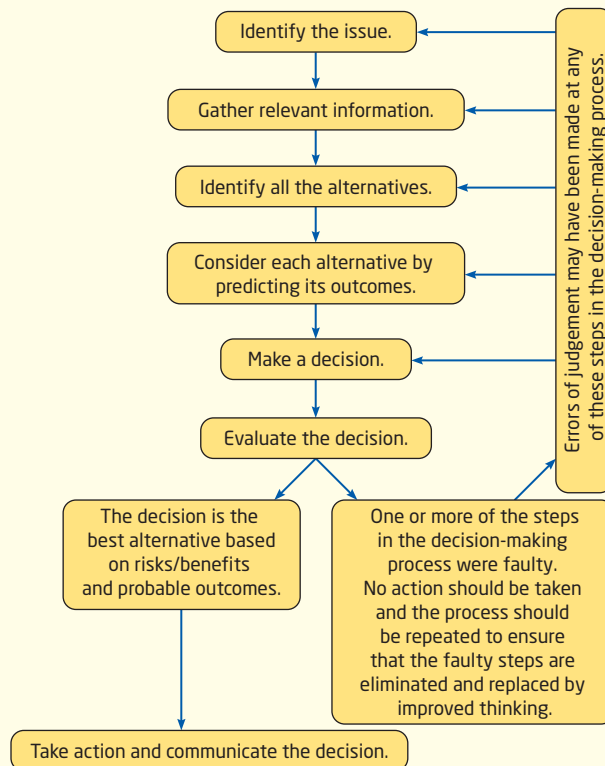 Identify the issue.
Gather relevant information.
Identify all the alternatives.
Consider each alternative by
predicting its outcomes.
Make a decision.
Evaluate the decision.
The decision is the
best alternative based
on risks/benefits
and probable outcomes.
One or more of the steps
in the decision-making
process were faulty.
No action should be taken
and the process should
be repeated to ensure
that the faulty steps are
eliminated and replaced by
improved thinking.
Errors of judgement may have been made at any
of these steps in the decision-making process.
Take action and communicate the decision.